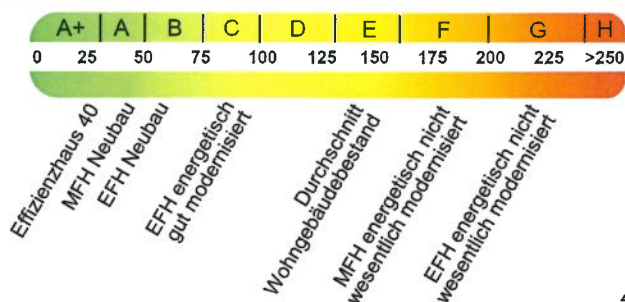 A+ A B C D E F G H
0 25 50 75 100 125 150 175 200 225 >250
Effizienzhaus 40
MFH Neubau
EFH Neubau
EFH energetisch
gut modernisiert
Durchschnitt
Wohngebäudebestand
MFH energetisch nicht
wesentlich modernisiert
EFH energetisch nicht
wesentlich modernisiert